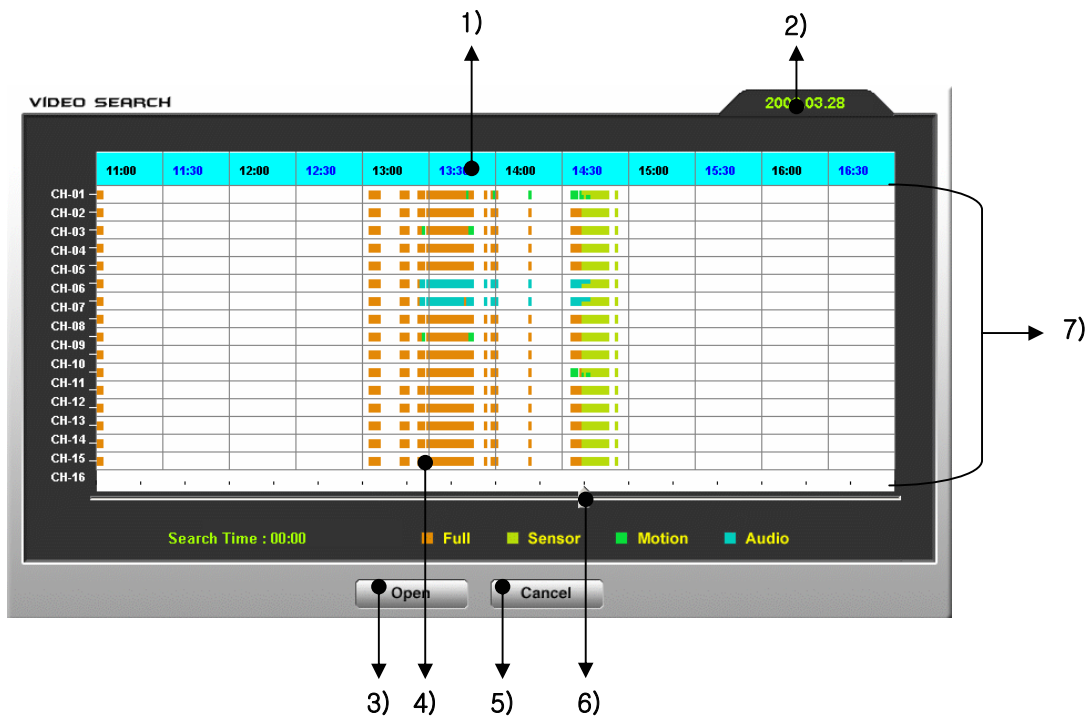 1) 2)
VIDEO SEARCH
03.28
11:00 11:30 12:00 12:30 13:00 13:30 14:00 14:30 15:00 15:30 16:00 16:30
CH-01
CH-02
CH-03
CH-04
CH-05
CH-06
CH-07
CH-08
CH-09
CH-10
CH-11
CH-12
CH-13
CH-14
CH-15
CH-16
7)
Search Time : 00:00 Full Sensor Motion Audio
Open Cancel
3) 4) 5) 6)